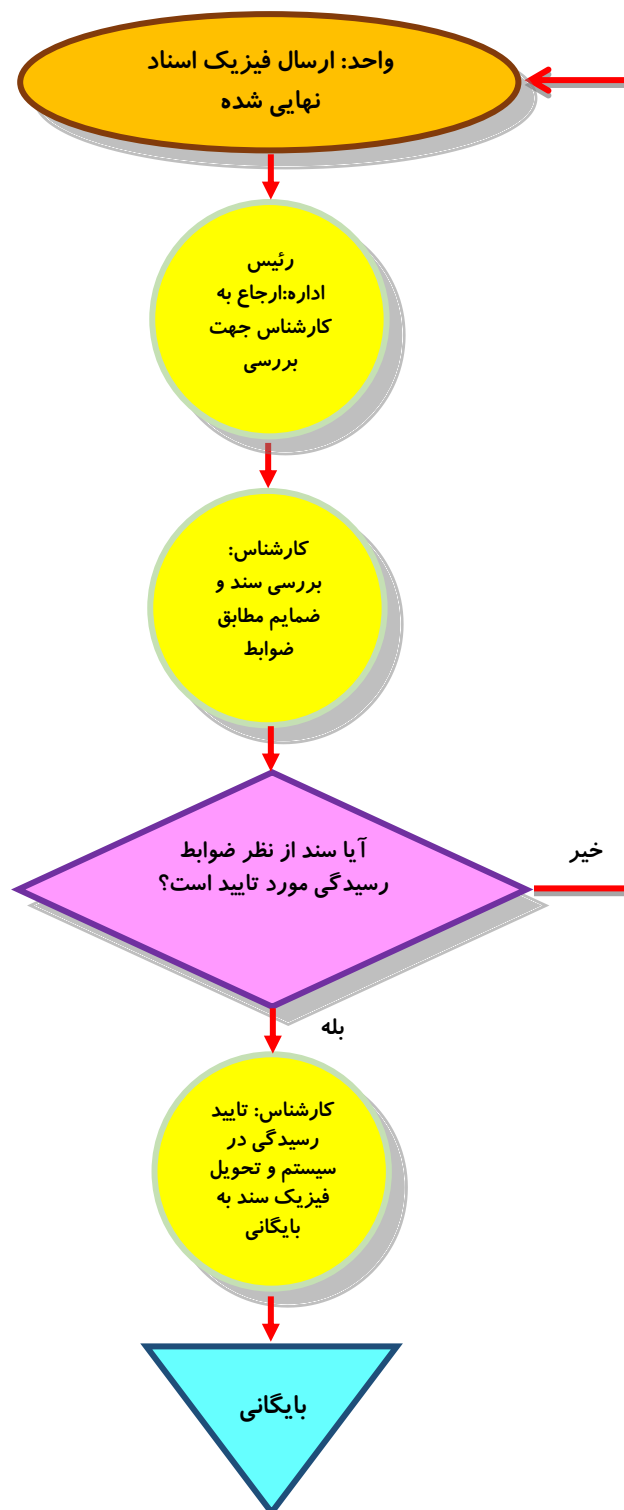 واحد: ارسال فیزیک اسناد
نهایی شده
رئیس
اداره:ارجاع به
کارشناس جهت
بررسی
کارشناس:
بررسی سند و
ضمایم مطابق
ضوابط
آیا سند از نظر ضوابط
رسیدگی مورد تایید است؟
خیر
بله
کارشناس: تایید
رسیدگی در
سیستم و تحویل
فیزیک سند به
بایگانی
بایگانی